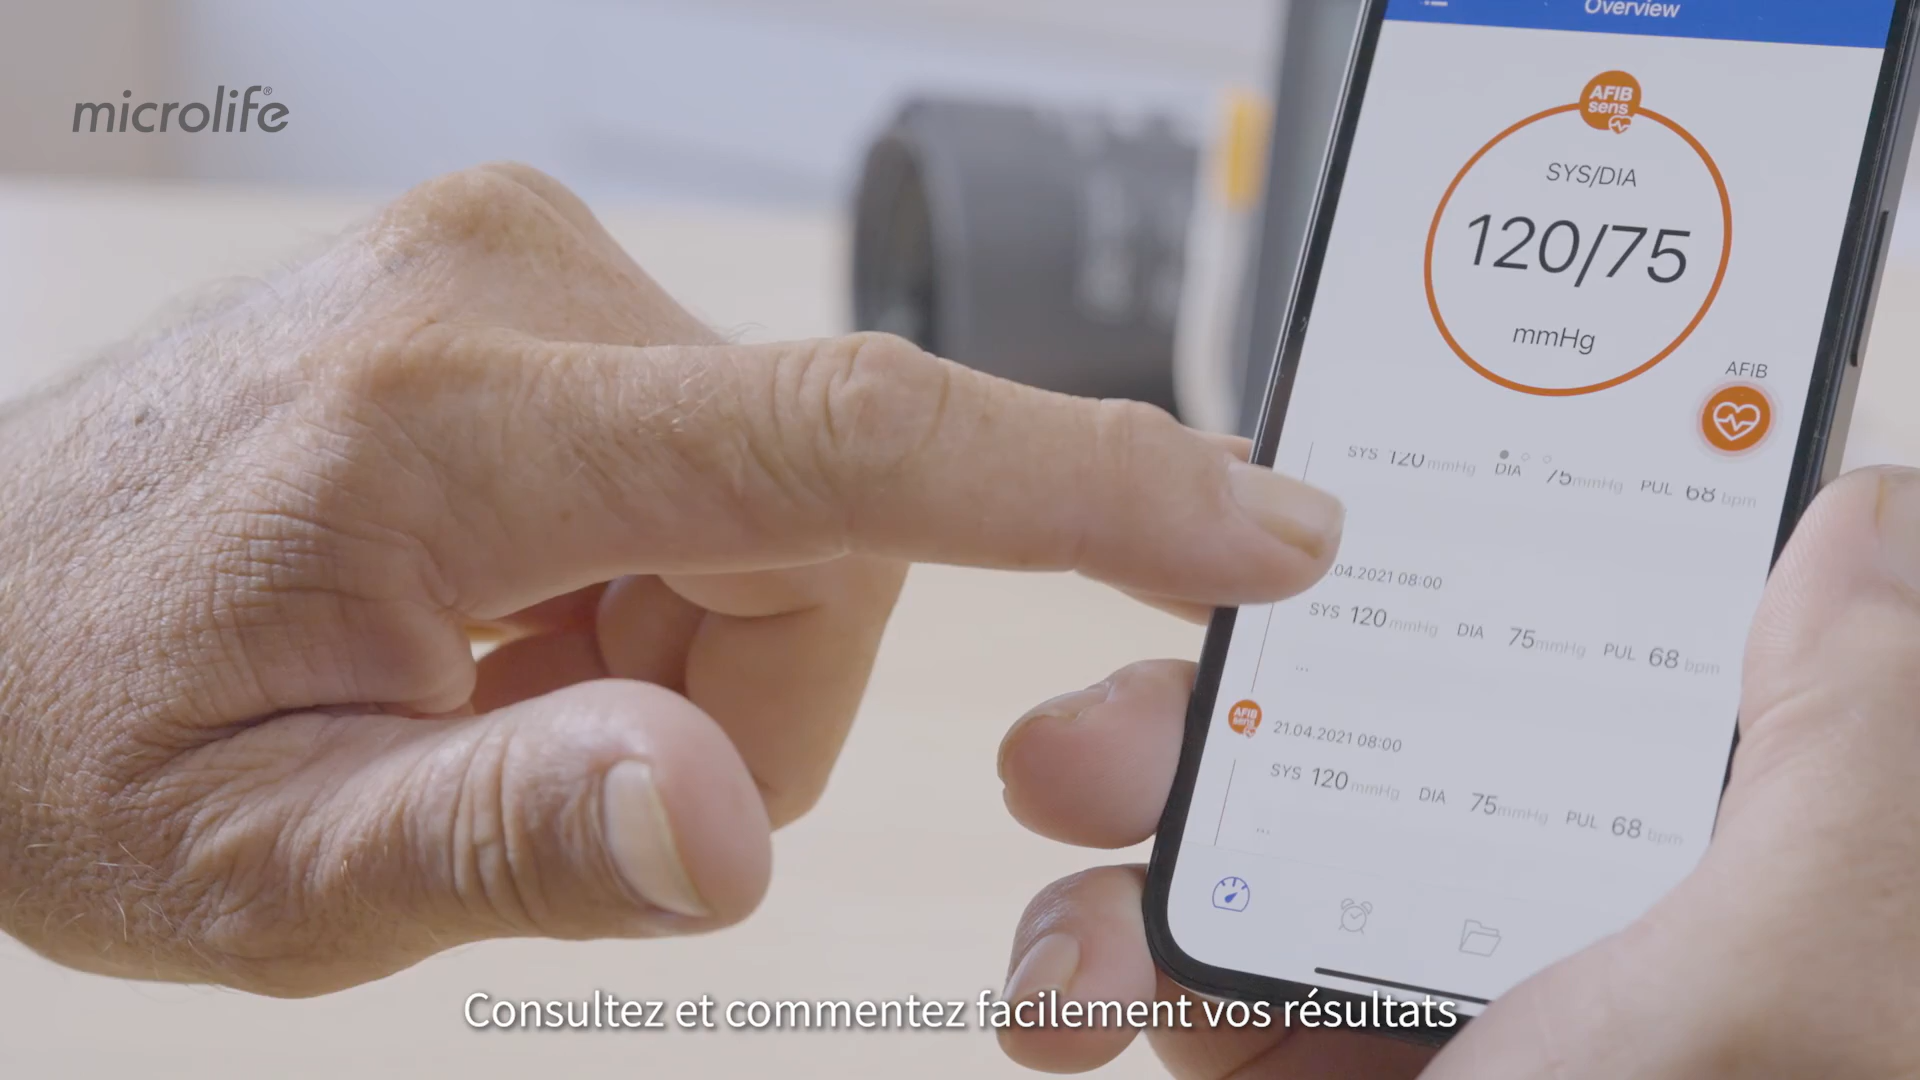 Overview
microlife®
AFIB
sens
SYS/DIA
120/75
mmHg
AFIB
SYS 120 mmHg DIA 75 mmHg PUL 68 bpm
.04.2021 08:00
SYS 120 mmHg DIA 75 mmHg PUL 68 bpm
...
AFIB
sens
21.04.2021 08:00
SYS 120 mmHg DIA 75 mmHg PUL 68 bpm
...
Consultez et commentez facilement vos résultats